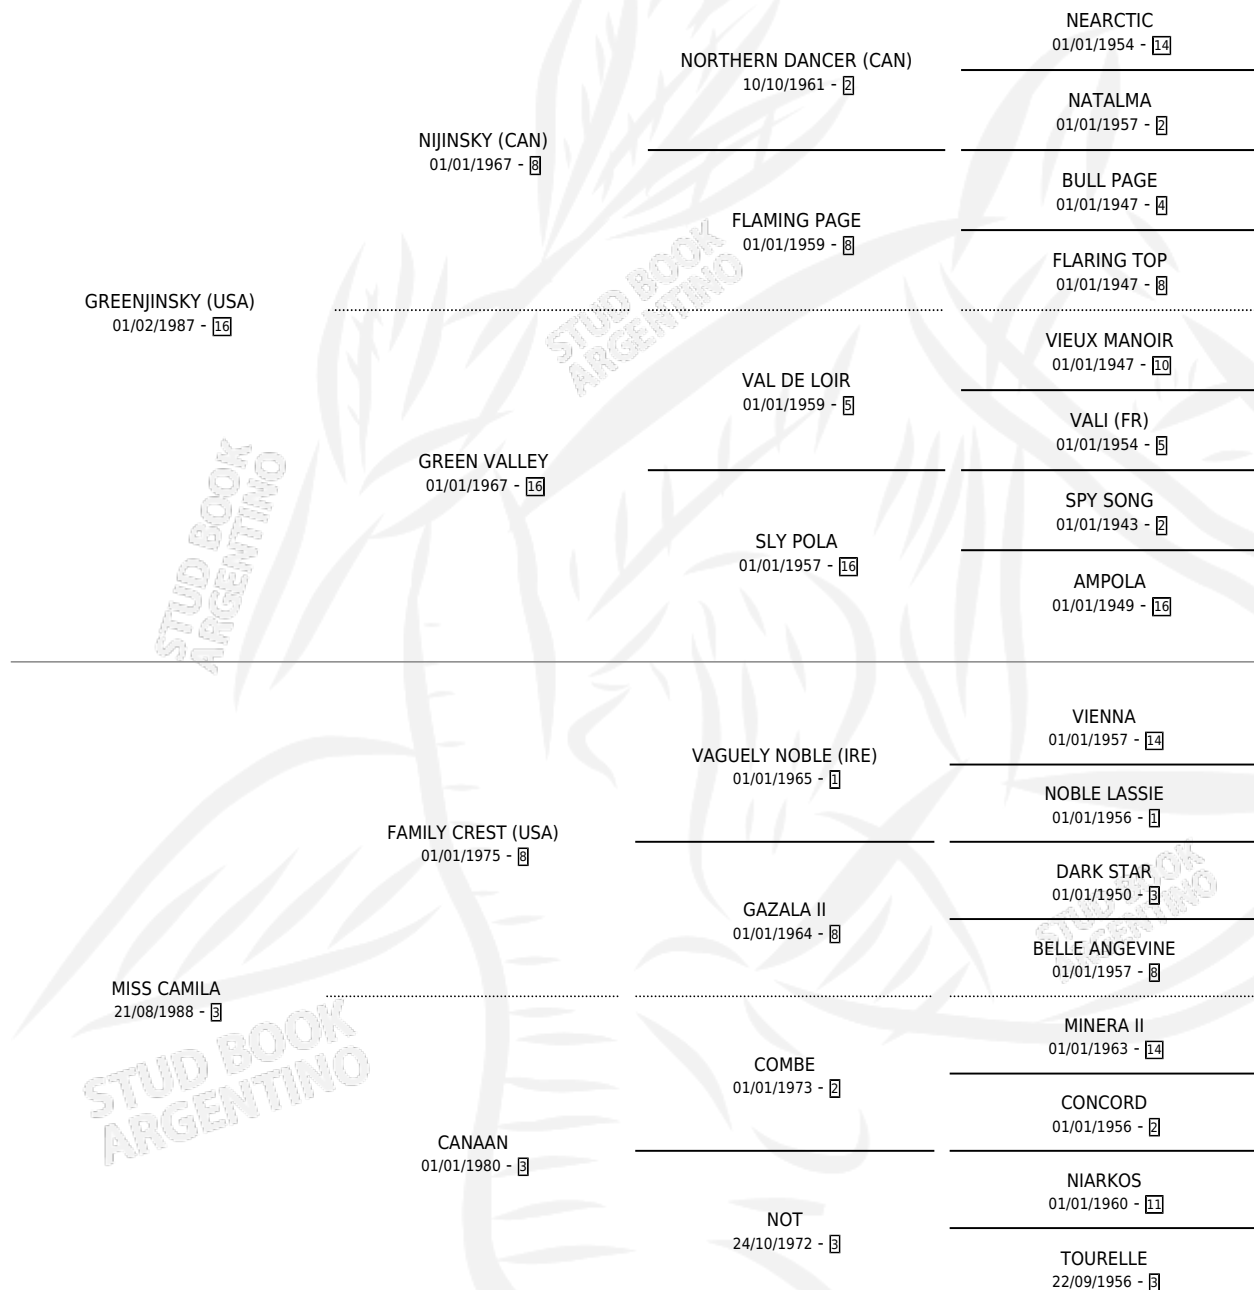 NEARCTIC
01/01/1954 - 14
NORTHERN DANCER (CAN)
10/10/1961 - 2
NATALMA
01/01/1957 - 2
NIJINSKY (CAN)
01/01/1967 - 8
BULL PAGE
01/01/1947 - 4
FLAMING PAGE
01/01/1959 - 8
FLARING TOP
01/01/1947 - 8
GREENJINSKY (USA)
01/02/1987 - 16
VIEUX MANOIR
01/01/1947 - 10
VAL DE LOIR
01/01/1959 - 5
VALI (FR)
01/01/1954 - 5
GREEN VALLEY
01/01/1967 - 16
SPY SONG
01/01/1943 - 2
SLY POLA
01/01/1957 - 16
AMPOLA
01/01/1949 - 16
VIENNA
01/01/1957 - 14
VAGUELY NOBLE (IRE)
01/01/1965 - 1
NOBLE LASSIE
01/01/1956 - 1
FAMILY CREST (USA)
01/01/1975 - 8
DARK STAR
01/01/1950 - 3
GAZALA II
01/01/1964 - 8
BELLE ANGEVINE
01/01/1957 - 8
MISS CAMILA
21/08/1988 - 3
MINERA II
01/01/1963 - 14
COMBE
01/01/1973 - 2
CONCORD
01/01/1956 - 2
CANAAN
01/01/1980 - 3
NIARKOS
01/01/1960 - 11
NOT
24/10/1972 - 3
TOURELLE
22/09/1956 - 3
STUD BOOK
ARGENTINO
STUD BOOK
ARGENTINO
STUD BOOK
ARGENTINO
STUD BOOK
ARGENTINO